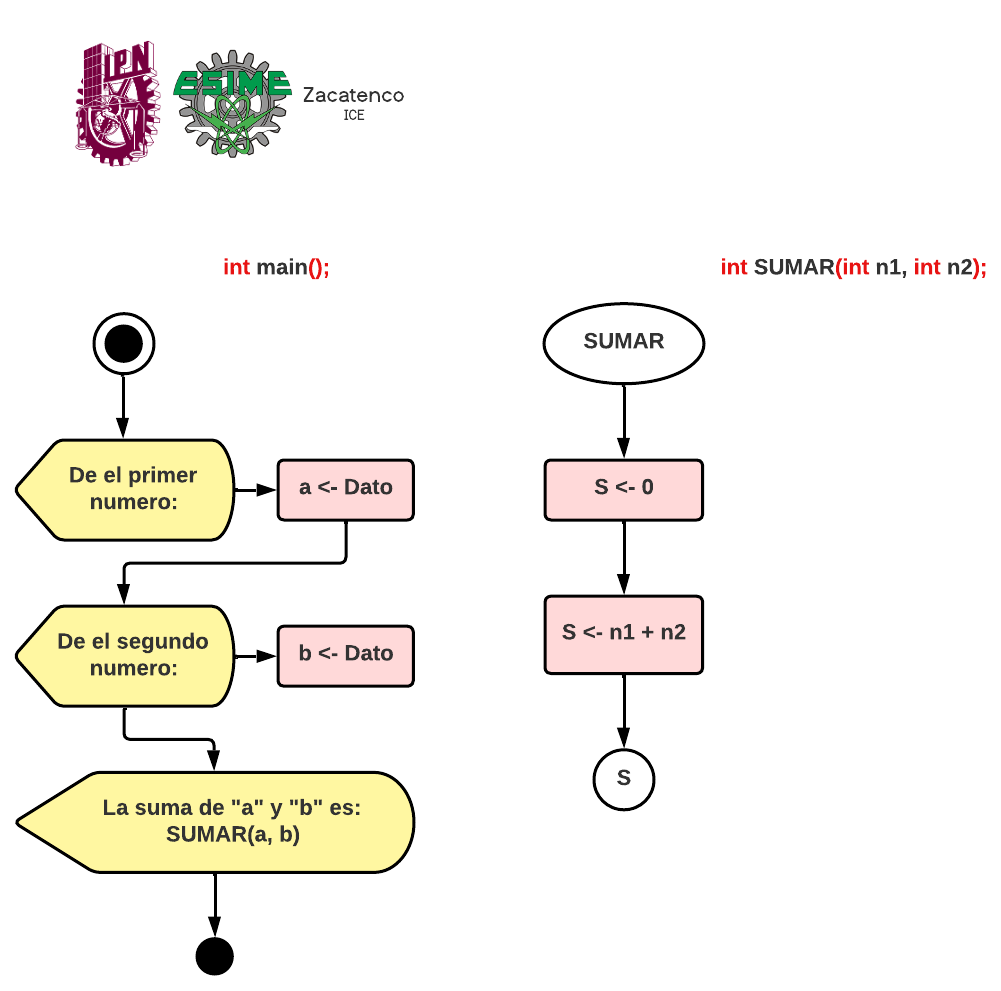 IPN
ESIME
Zacatenco
ICE
int main();
int SUMAR(int n1, int n2);
De el primer
numero:
a <- Dato
De el segundo
numero:
b <- Dato
La suma de "a" y "b" es:
SUMAR(a, b)
SUMAR
S <- 0
S <- n1 + n2
S